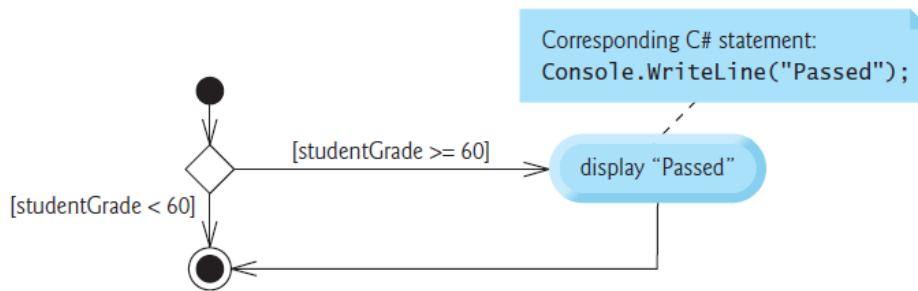 Corresponding C# statement:
Console.WriteLine("Passed");
[studentGrade >= 60]
display “Passed”
[studentGrade < 60]